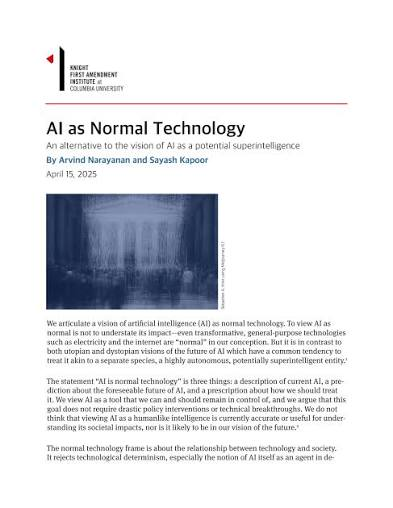 KNIGHT
FIRST AMENDMENT
INSTITUTE at
COLUMBIA UNIVERSITY
AI as Normal Technology
An alternative to the vision of AI as a potential superintelligence
By Arvind Narayanan and Sayash Kapoor
April 15, 2025
We articulate a vision of artificial intelligence (AI) as normal technology. To view AI as
normal is not to understate its impact—even transformative, general-purpose technologies
such as electricity and the internet are “normal” in our conception. But it is in contrast to
both utopian and dystopian visions of the future of AI which have a common tendency to
treat it akin to a separate species, a highly autonomous, potentially superintelligent entity.¹
The statement “AI is normal technology” is three things: a description of current AI, a pre-
diction about the foreseeable future of AI, and a prescription about how we should treat
it. We view AI as a tool that we can and should remain in control of, and we argue that this
goal does not require drastic policy interventions or technical breakthroughs. We do not
think that viewing AI as a humanlike intelligence is currently accurate or useful for under-
standing its societal impacts, nor is it likely to be in our vision of the future.²
The normal technology frame is about the relationship between technology and society.
It rejects technological determinism, especially the notion of AI itself as an agent in de-